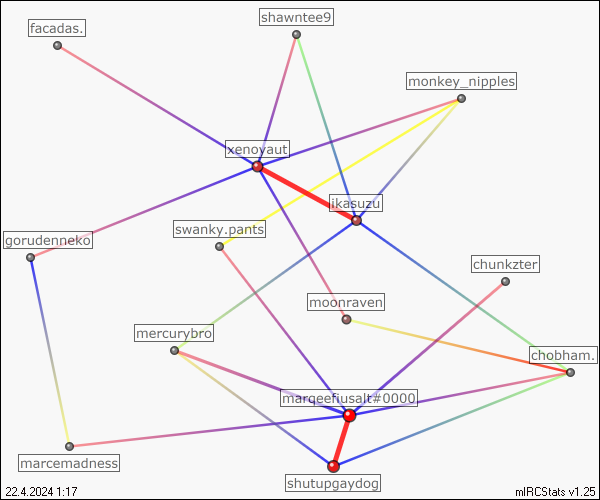 shawntee9
facadas.
monkey_nipples
xenoyaut
ikasuzu
swanky.pants
gorudenneko
chunkzter
moonraven
mercurybro
chobham.
marqeefiusalt#0000
marcemadness
shutupgaydog
22.4.2024 1:17
mIRCStats v1.25